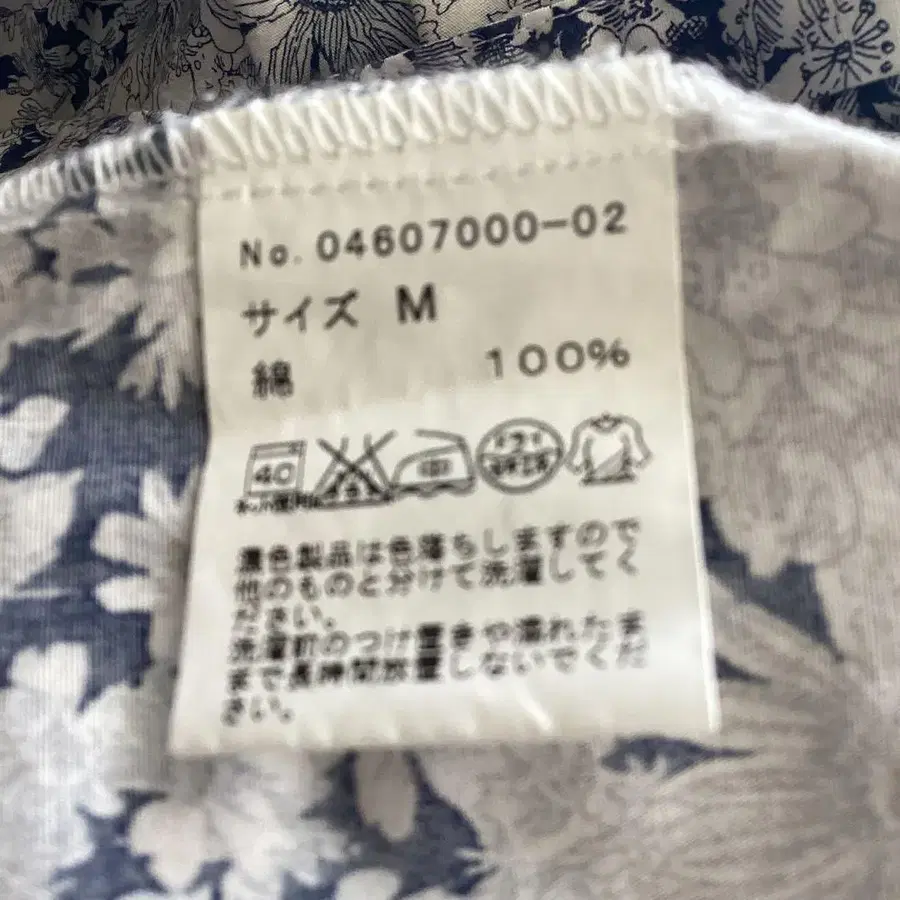 No. 04607000-02
サイズ M
綿 100%
40
ドライ
濃色製品は色落ちしますので
他のものと分けて洗濯してく
ださい。
洗濯前のつけ置きや濡れたま
まで長時間放置しないでくだ
さい。